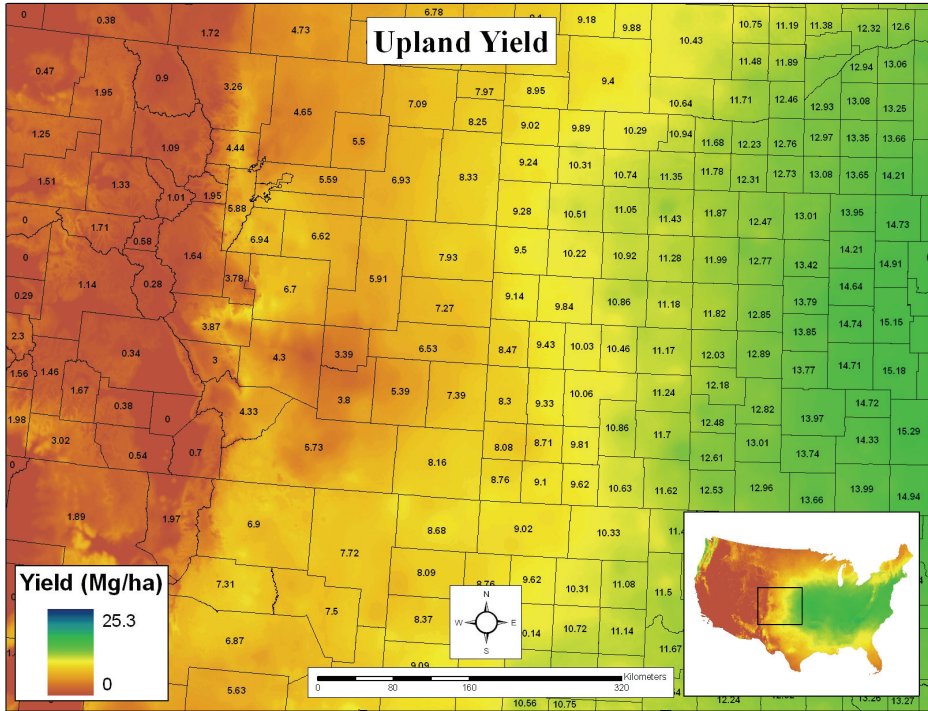 Upland Yield
6.78 9.4 9.18 10.75 11.19 11.38 12.32 12.6
0 0.38 1.72 4.73 9.88 10.43
11.48 11.89 12.94 13.06
0.47 1.95 0.9 3.26 4.65 7.09 7.97 8.95 9.4
10.64 11.71 12.46 12.93 13.08 13.25
8.25
1.25 1.09 4.44 5.5 9.02 9.89 10.29 10.94 11.68 12.23 12.76 12.97 13.35 13.66
9.24 10.31
1.51 1.33 1.01 1.95 5.59 6.93 8.33 10.74 11.35 11.78 12.31 12.73 13.08 13.65 14.21
5.88
0 1.71 0.58 6.94 6.62 9.28 10.51 11.05 11.43 11.87 12.47 13.01 13.95 14.73
0 1.64 7.93 9.5 10.22 10.92 11.28 11.99 12.77 13.42 14.21 14.91
0.29 1.14 0.28 3.78 6.7 5.91 14.64
7.27 9.14 9.84 10.86 11.18 11.82 12.85 13.79
2.3 3.87 13.85 14.74 15.15
0.34 3 4.3 3.39 6.53 8.47 9.43 10.03 10.46 11.17 12.03 12.89
1.56 1.46 13.77 14.71 15.18
1.67 0.38 0 3.8 5.39 7.39 8.3 9.33 10.06 11.24 12.18
1.98 4.33 10.86 12.48 12.82 13.97 14.72
3.02 5.73 8.08 8.71 9.81 11.7 13.01 14.33 15.29
0 0.54 0.7 8.16 12.61 13.74
8.76 9.1 9.62 10.63 11.62 12.53 12.96 13.66 13.99 14.94
1.89 1.97 6.9 8.68 9.02 10.33
7.72
7.31 8.09 8.76 9.62 10.31 11.08 11.5
7.5 8.37 10.14 10.72 11.14
6.87 11.67
9.09
5.63
10.56 10.75 12.24 13.26 13.27
Yield (Mg/ha)
25.3
0
N
W E
S
Kilometers
0 40 80 160 320